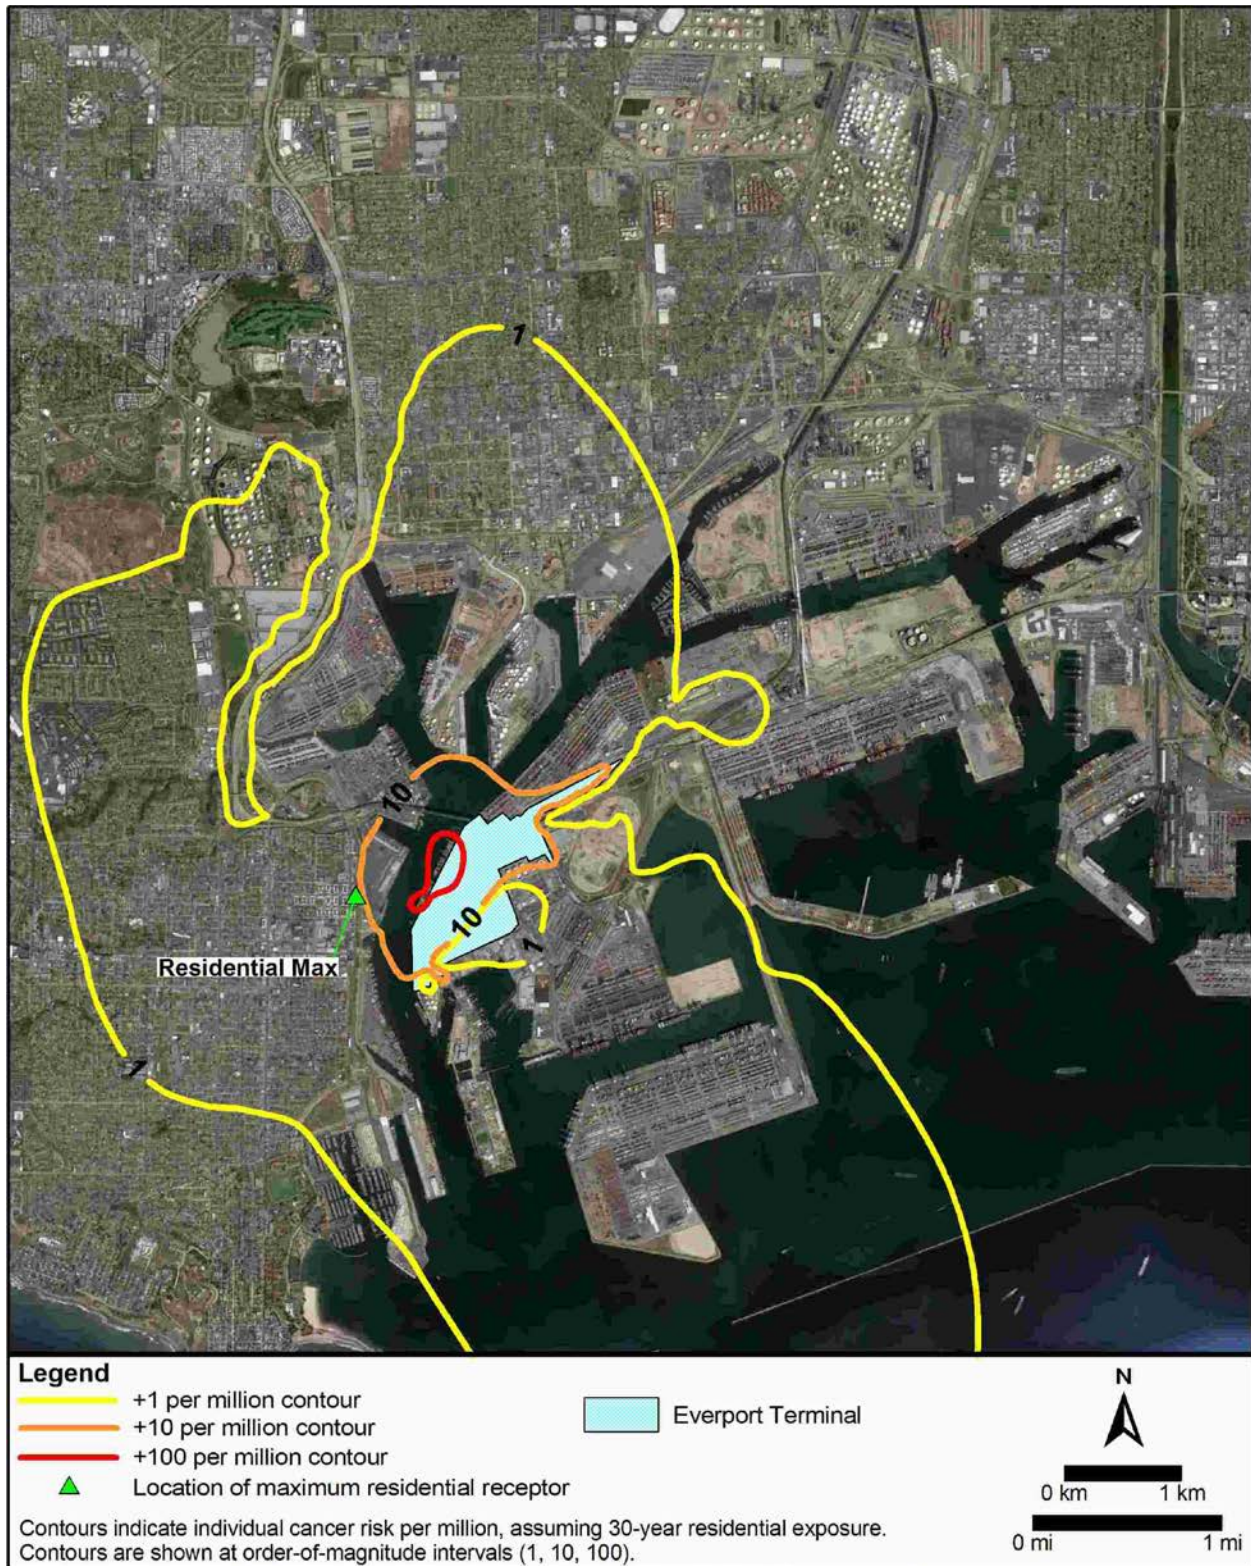 1
10
10
1
Residential Max
1
Legend
+1 per million contour
+10 per million contour
+100 per million contour
Location of maximum residential receptor
Everport Terminal
N
0 km 1 km
0 mi 1 mi
Contours indicate individual cancer risk per million, assuming 30-year residential exposure.
Contours are shown at order-of-magnitude intervals (1, 10, 100).